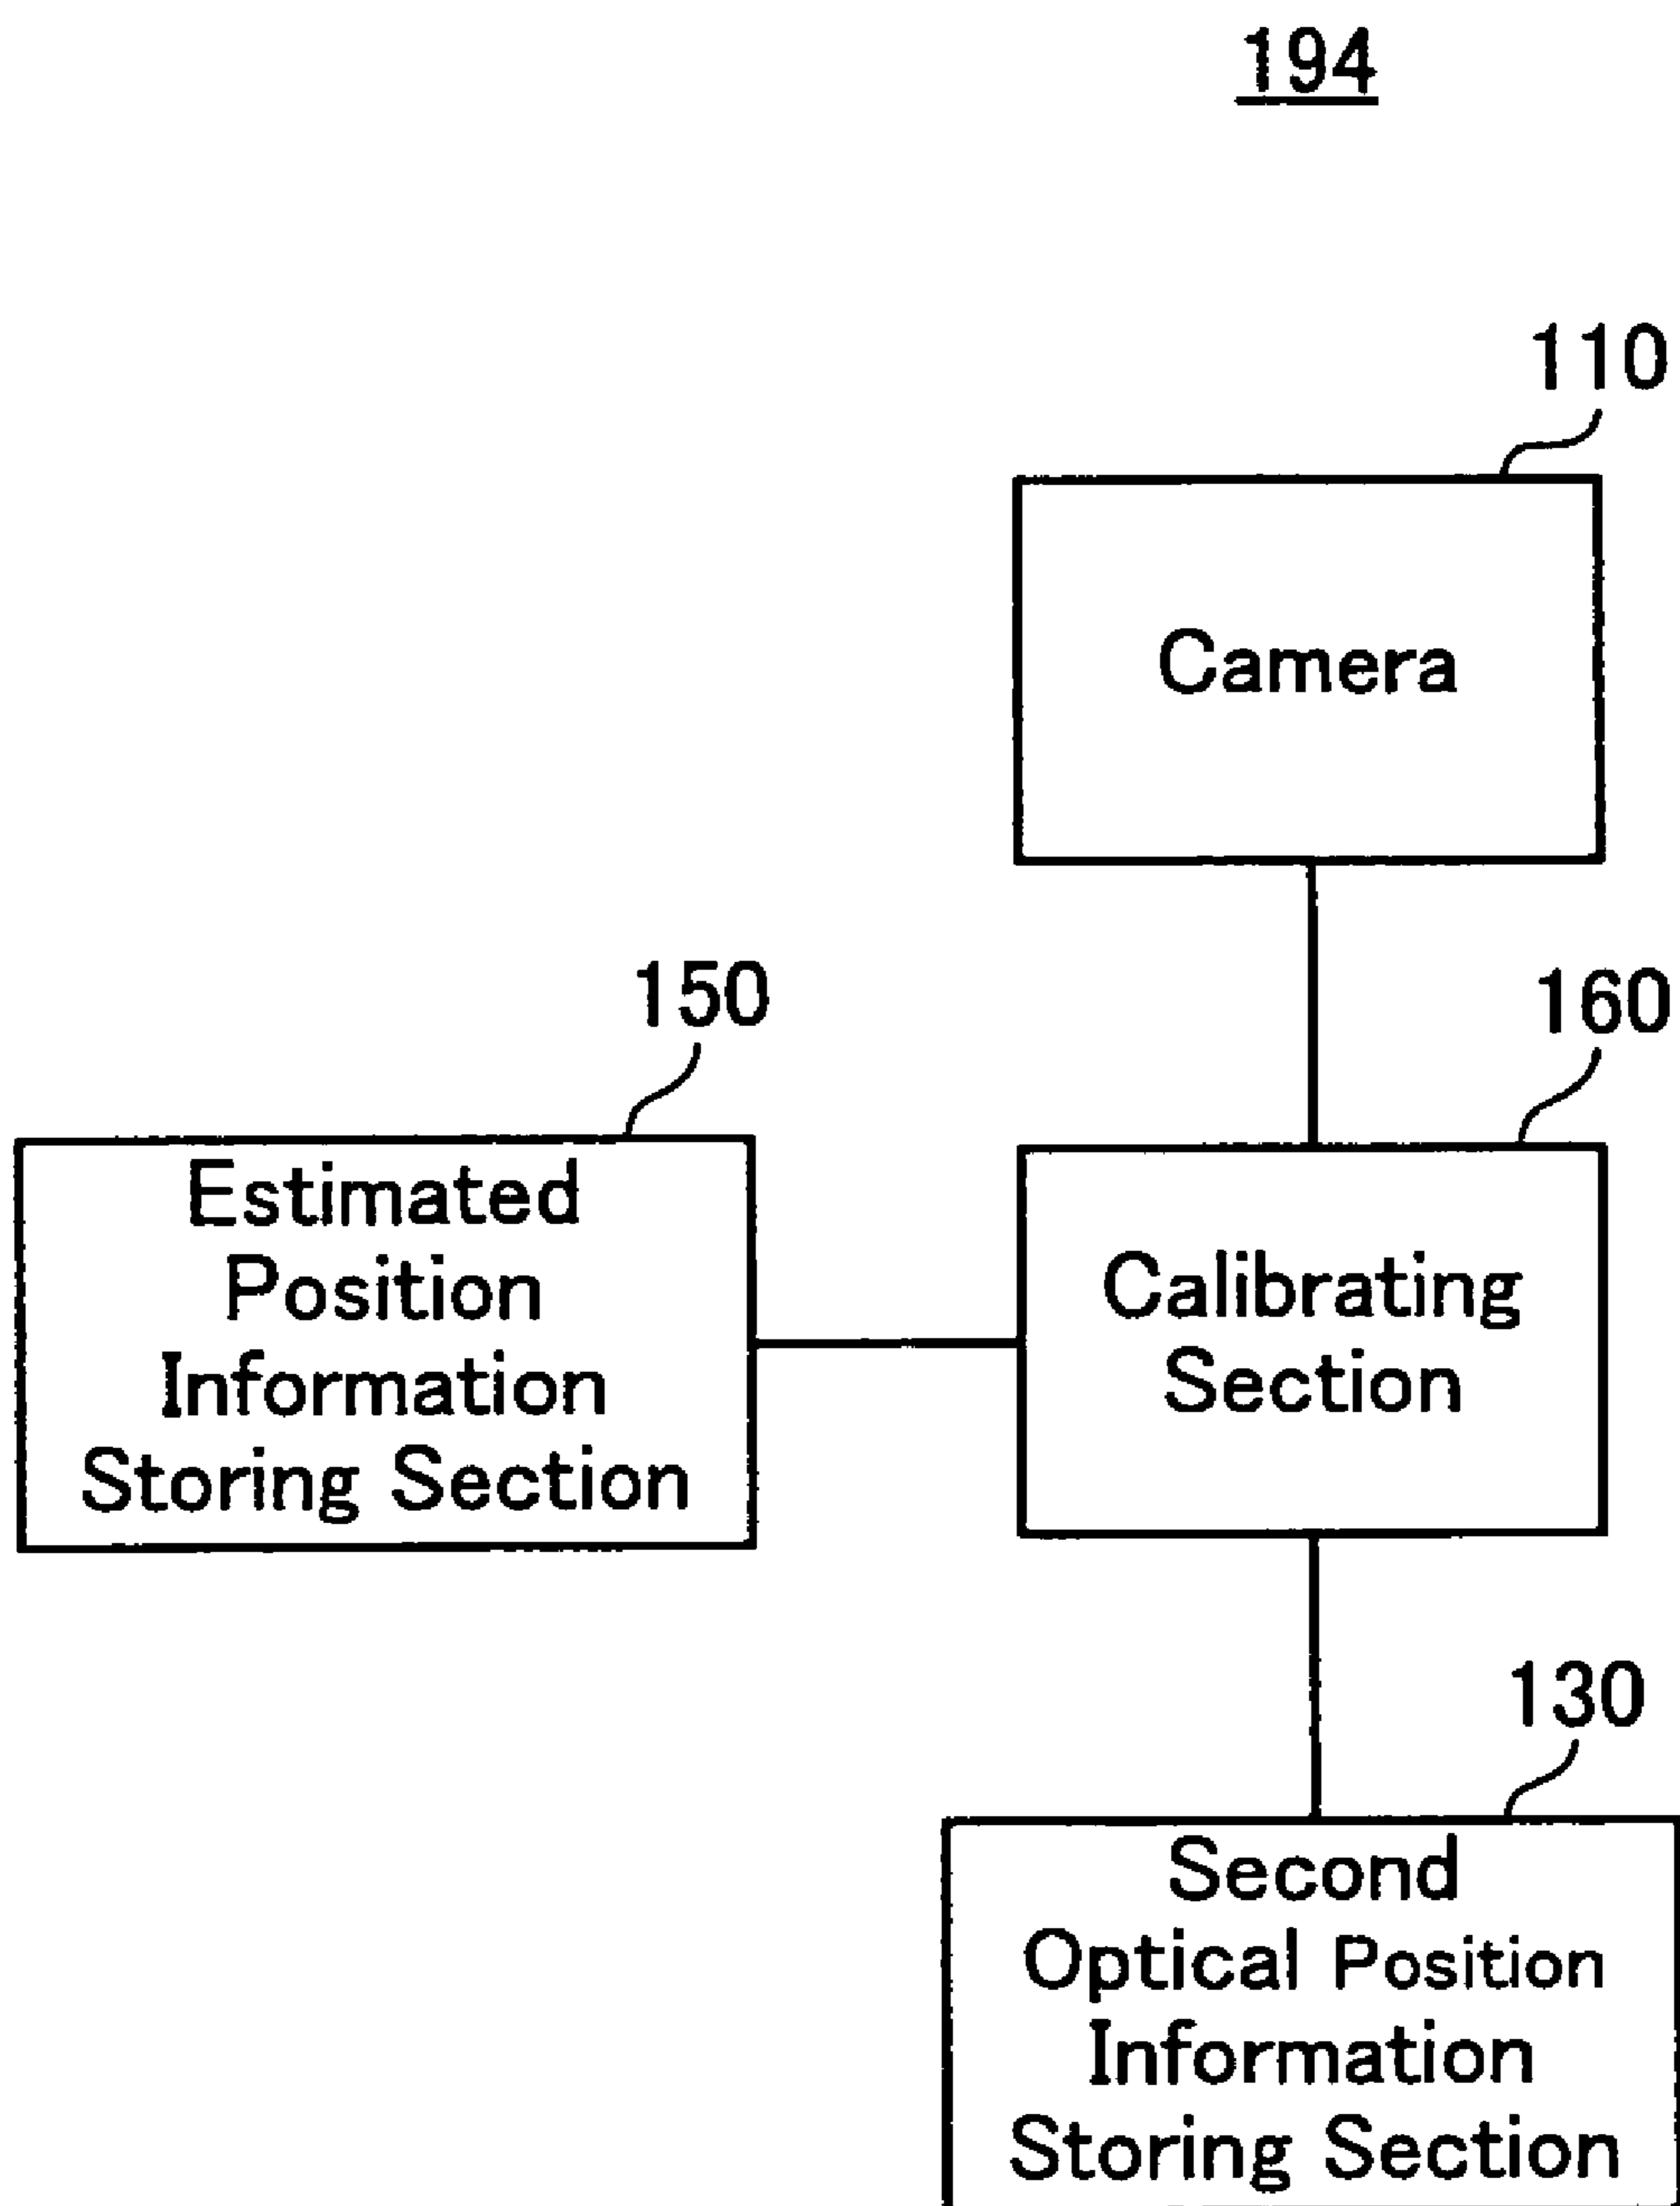 194
110
Camera
150
160
Estimated
Position
Information
Storing Section
Calibrating
Section
130
Second
Optical Position
Information
Storing Section